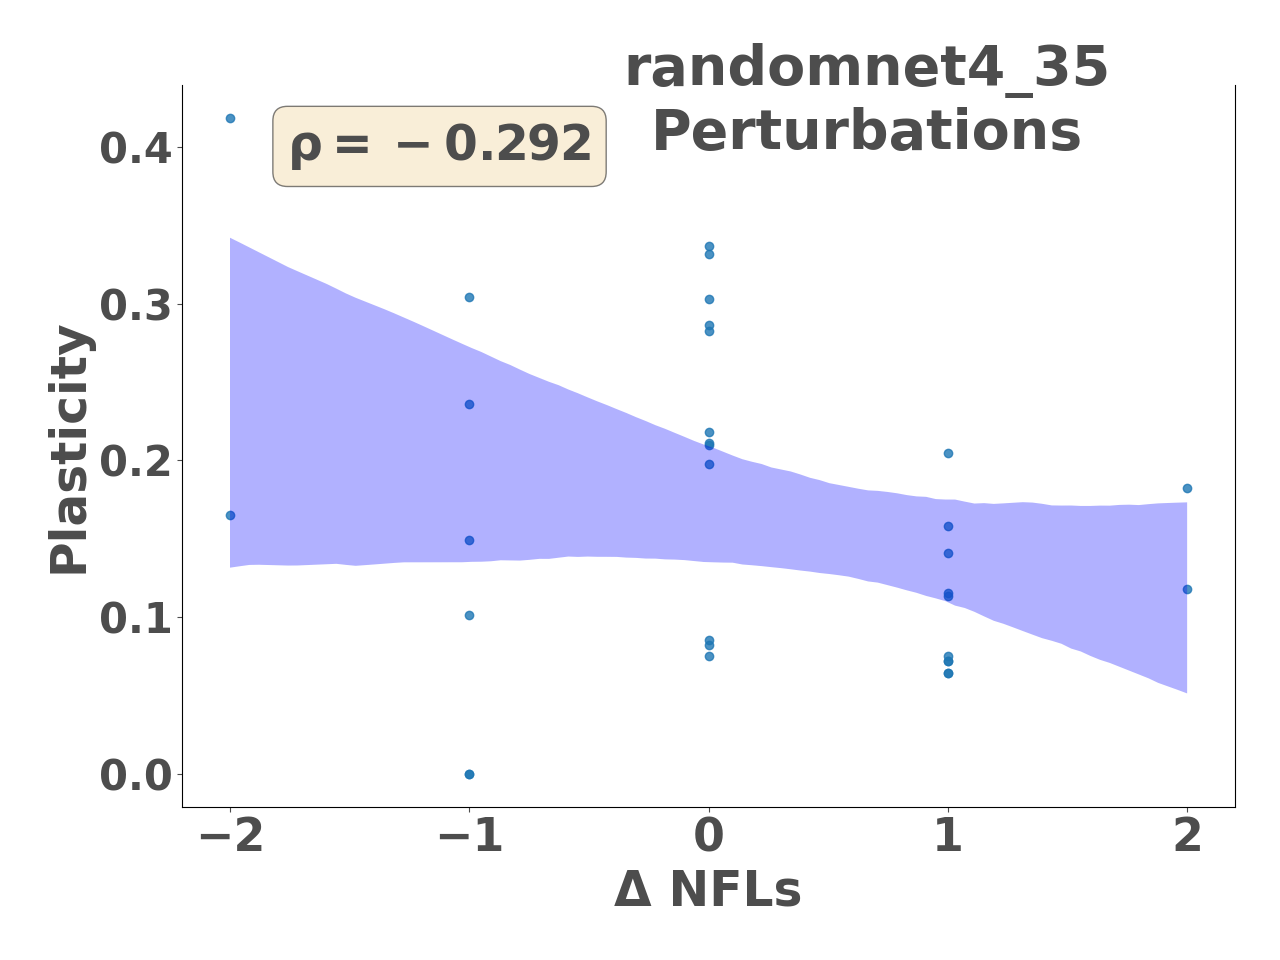 randomnet4_35
Perturbations
ρ = − 0.292
Plasticity
0.4
0.3
0.2
0.1
0.0
−2
−1
0
1
2
Δ NFLs